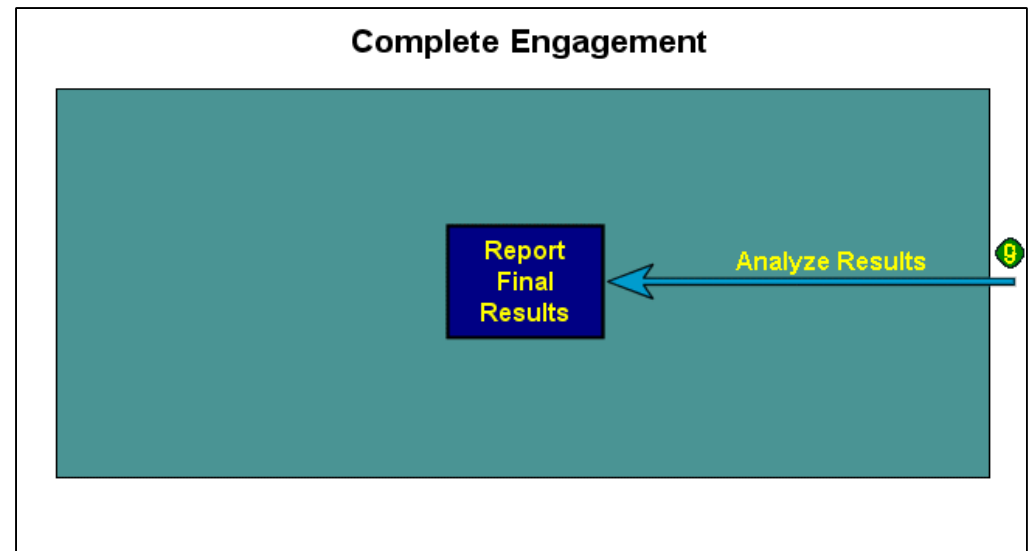 Complete Engagement
Report
Final
Results
Analyze Results
9